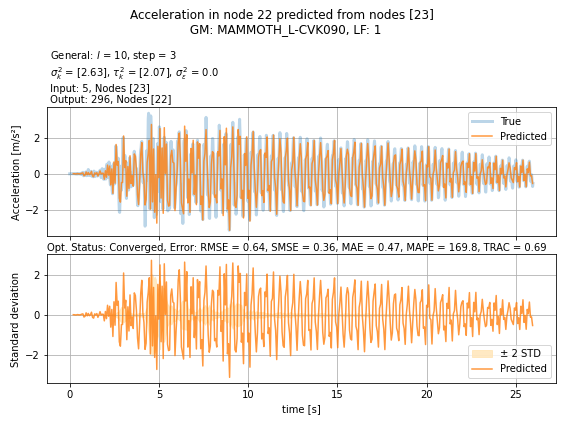 Acceleration in node 22 predicted from nodes [23]
GM: MAMMOTH_L-CVK090, LF: 1
General: l = 10, step = 3
σ²ₖ = [2.63], τ²ₖ = [2.07], σ²ε = 0.0
Input: 5, Nodes [23]
Output: 296, Nodes [22]
Acceleration [m/s²]
2
0
−2
True
Predicted
Opt. Status: Converged, Error: RMSE = 0.64, SMSE = 0.36, MAE = 0.47, MAPE = 169.8, TRAC = 0.69
Standard deviation
2
0
−2
± 2 STD
Predicted
0 5 10 15 20 25
time [s]